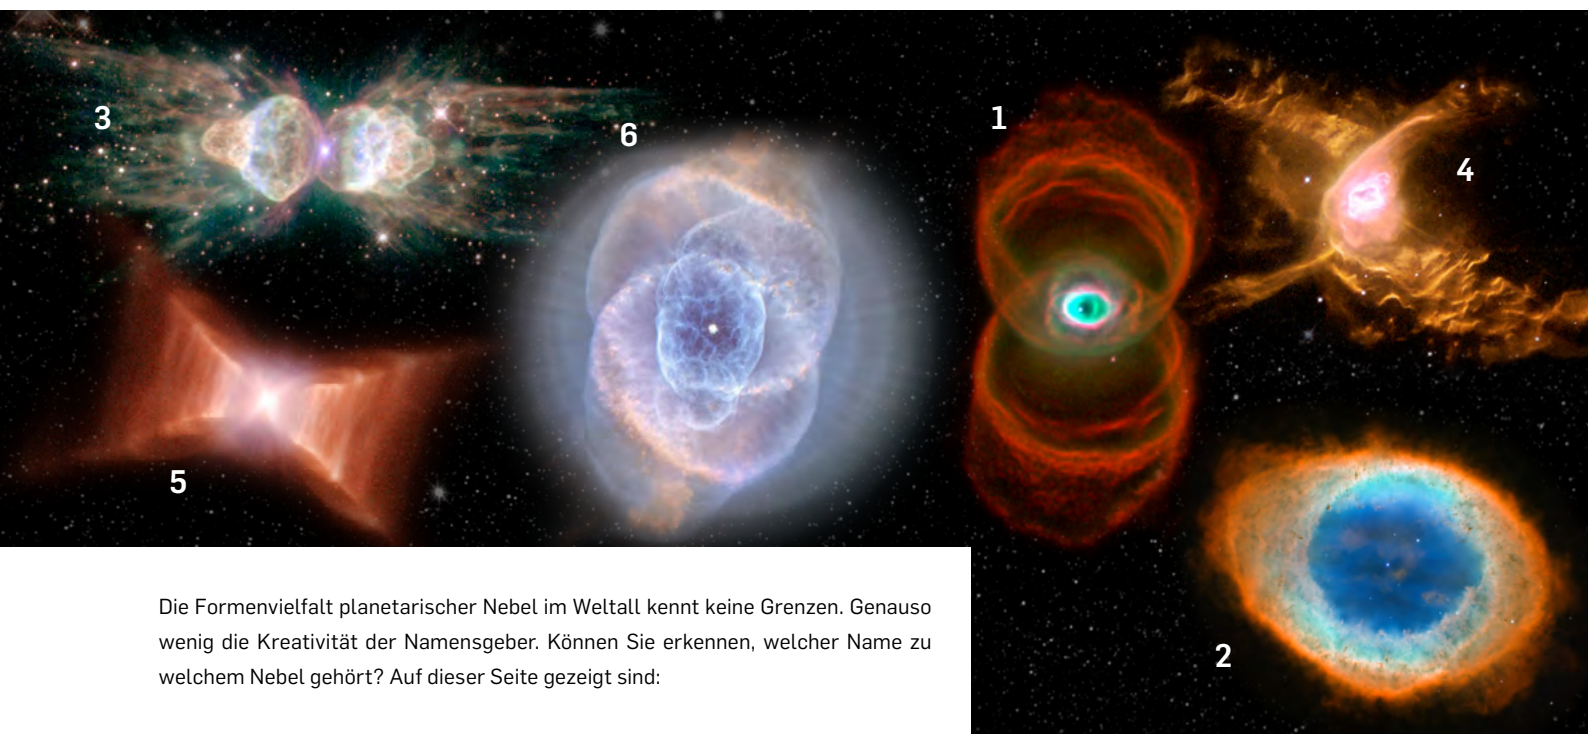 3
6
1
4
5
2
Die Formenvielfalt planetarischer Nebel im Weltall kennt keine Grenzen. Genauso
wenig die Kreativität der Namensgeber. Können Sie erkennen, welcher Name zu
welchem Nebel gehört? Auf dieser Seite gezeigt sind: